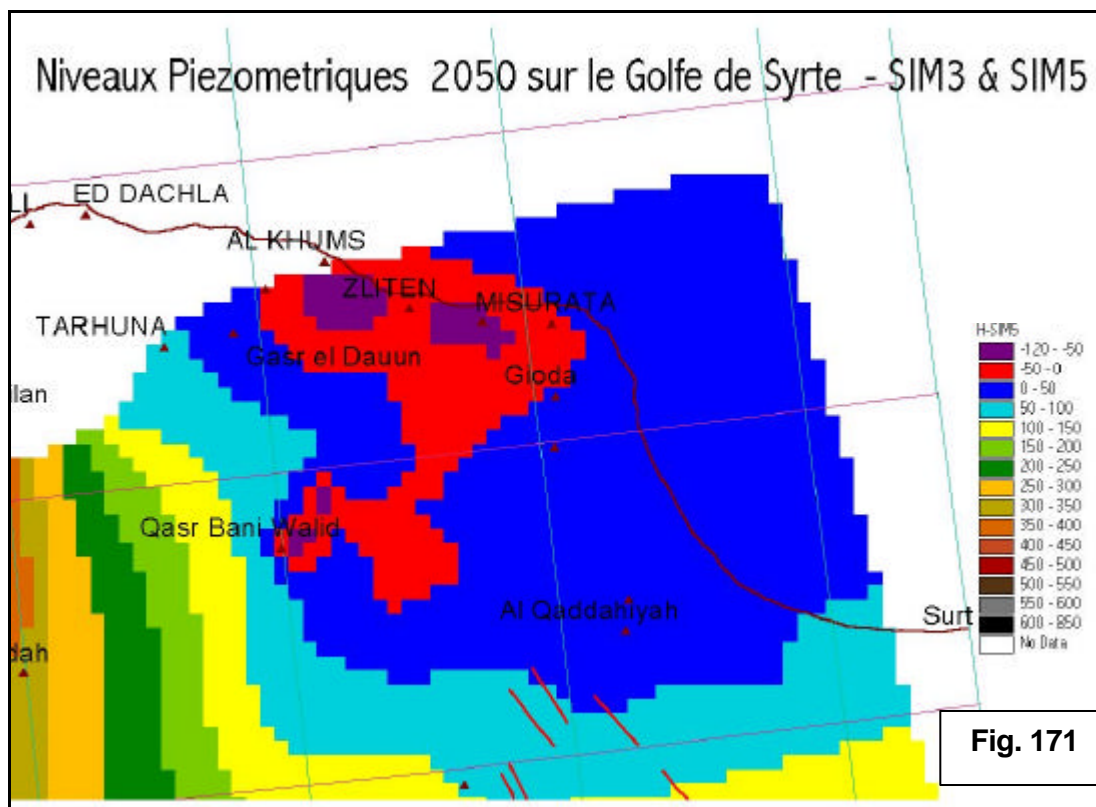 Niveaux Piezometriques 2050 sur le Golfe de Syrte - SIM3 & SIM5
LI
ED DACHLA
AL KHUMS
ZLITEN
MISURATA
TARHUNA
Gasr el Dauun
Gioda
ilan
Qasr Bani Walid
Al Qaddahiyah
Surt
dah
H-SIM5
-120 - -50
-50 - 0
0 - 50
50 - 100
100 - 150
150 - 200
200 - 250
250 - 300
300 - 350
350 - 400
400 - 450
450 - 500
500 - 550
550 - 600
600 - 850
No Data
Fig. 171